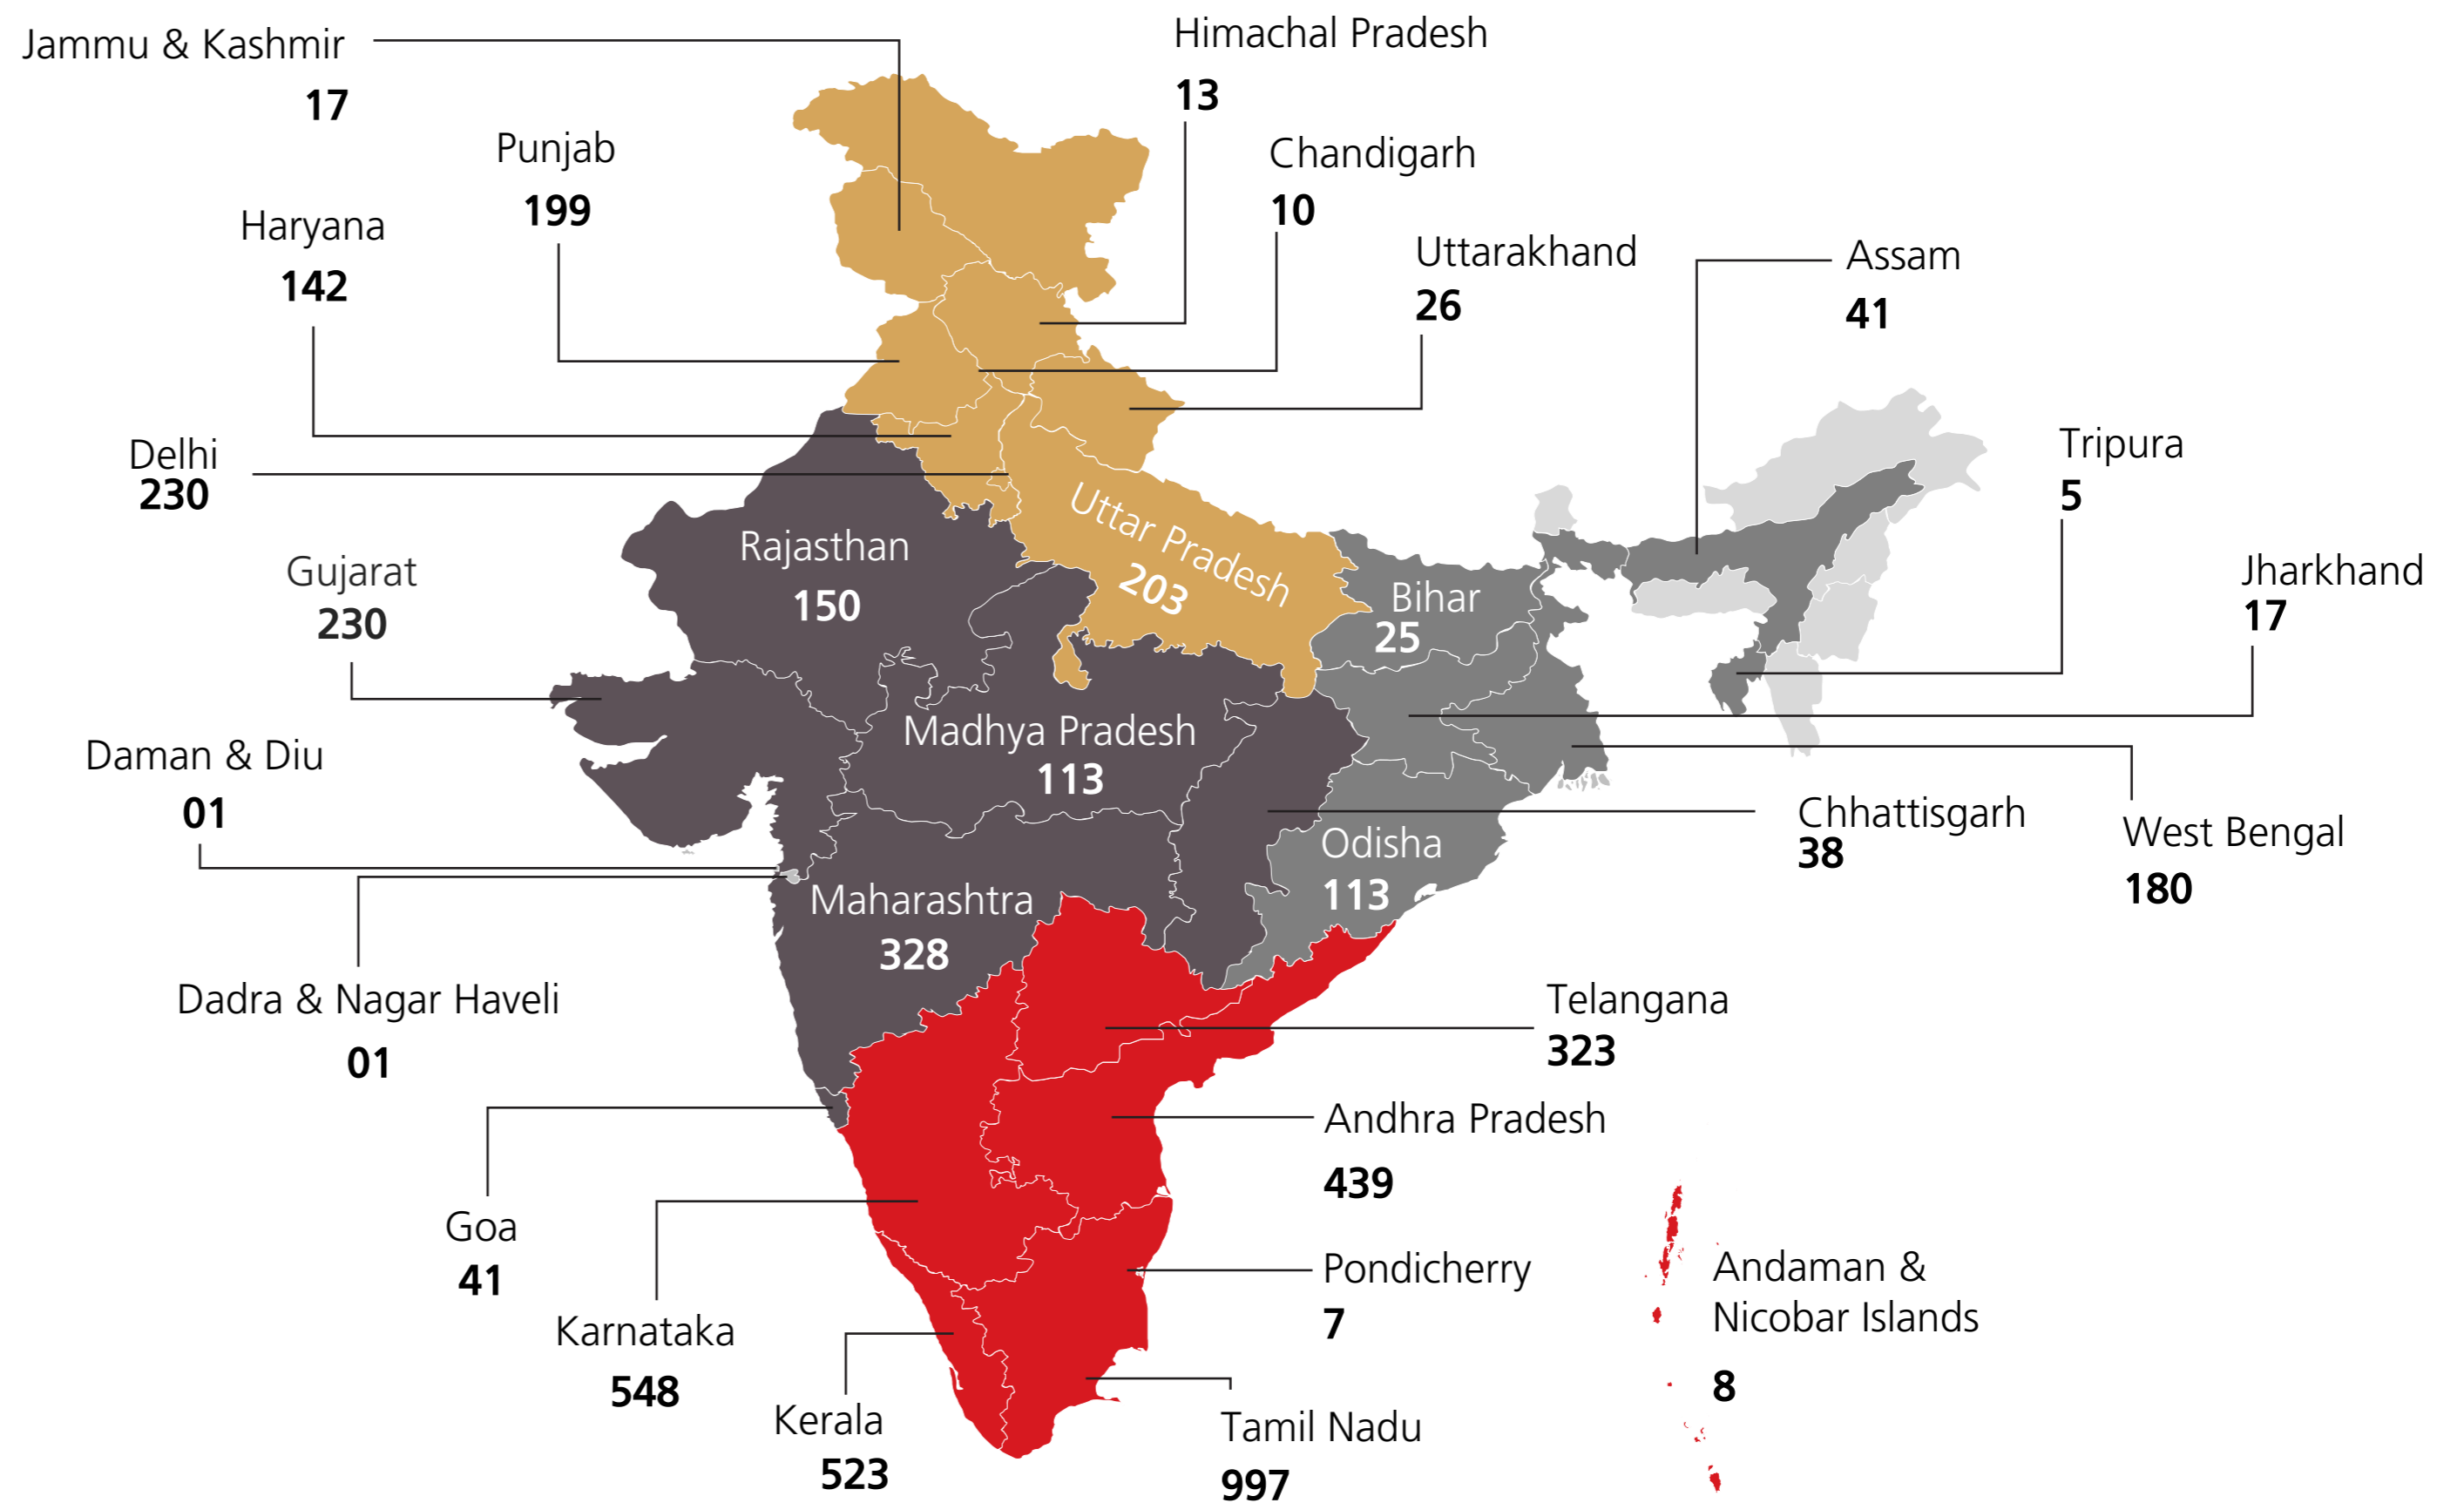 Jammu & Kashmir
17
Himachal Pradesh
13
Punjab
199
Chandigarh
10
Haryana
142
Uttarakhand
26
Assam
41
Delhi
230
Tripura
5
Uttar Pradesh
203
Rajasthan
150
Gujarat
230
Bihar
25
Jharkhand
17
Madhya Pradesh
113
Daman & Diu
01
Chhattisgarh
38
West Bengal
180
Odisha
113
Maharashtra
328
Dadra & Nagar Haveli
01
Telangana
323
Andhra Pradesh
439
Goa
41
Pondicherry
7
Andaman &
Nicobar Islands
8
Karnataka
548
Kerala
523
Tamil Nadu
997